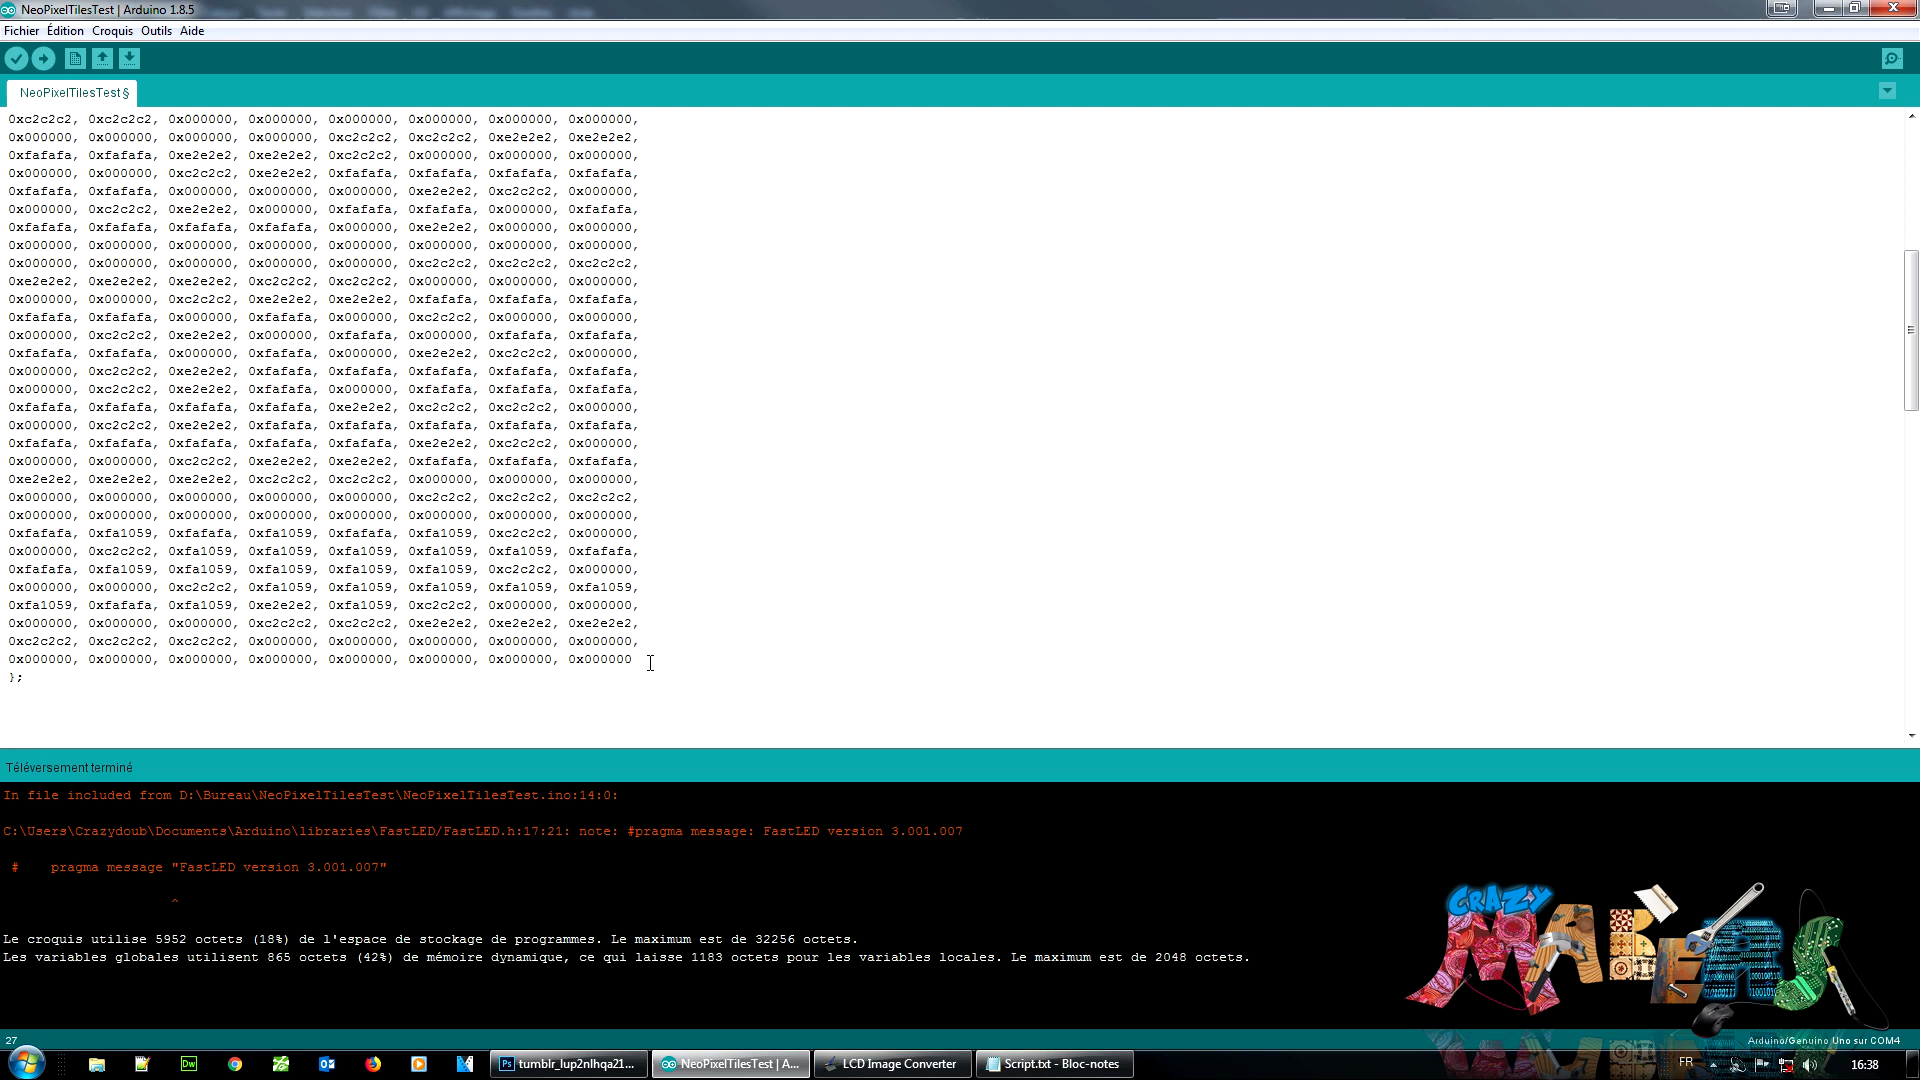 NeoPixelTilesTest | Arduino 1.8.5
Fichier Édition Croquis Outils Aide
NeoPixelTilesTest §
0xc2c2c2, 0xc2c2c2, 0x000000, 0x000000, 0x000000, 0x000000, 0x000000, 0x000000,
0x000000, 0x000000, 0x000000, 0x000000, 0xc2c2c2, 0xc2c2c2, 0xe2e2e2, 0xe2e2e2,
0xfafafa, 0xfafafa, 0xe2e2e2, 0xe2e2e2, 0xc2c2c2, 0x000000, 0x000000, 0x000000,
0x000000, 0x000000, 0xc2c2c2, 0xe2e2e2, 0xfafafa, 0xfafafa, 0xfafafa, 0xfafafa,
0xfafafa, 0xfafafa, 0x000000, 0x000000, 0x000000, 0xe2e2e2, 0xc2c2c2, 0x000000,
0x000000, 0xc2c2c2, 0xe2e2e2, 0x000000, 0xfafafa, 0xfafafa, 0x000000, 0xfafafa,
0xfafafa, 0xfafafa, 0xfafafa, 0xfafafa, 0x000000, 0xe2e2e2, 0x000000, 0x000000,
0x000000, 0x000000, 0x000000, 0x000000, 0x000000, 0x000000, 0x000000, 0x000000,
0x000000, 0x000000, 0x000000, 0x000000, 0x000000, 0xc2c2c2, 0xc2c2c2, 0xc2c2c2,
0xe2e2e2, 0xe2e2e2, 0xe2e2e2, 0xc2c2c2, 0xc2c2c2, 0x000000, 0x000000, 0x000000,
0x000000, 0x000000, 0xc2c2c2, 0xe2e2e2, 0xe2e2e2, 0xfafafa, 0xfafafa, 0xfafafa,
0xfafafa, 0xfafafa, 0x000000, 0xfafafa, 0x000000, 0xc2c2c2, 0x000000, 0x000000,
0x000000, 0xc2c2c2, 0xe2e2e2, 0x000000, 0xfafafa, 0x000000, 0xfafafa, 0xfafafa,
0xfafafa, 0xfafafa, 0x000000, 0xfafafa, 0x000000, 0xe2e2e2, 0xc2c2c2, 0x000000,
0x000000, 0xc2c2c2, 0xe2e2e2, 0xfafafa, 0xfafafa, 0xfafafa, 0xfafafa, 0xfafafa,
0x000000, 0xc2c2c2, 0xe2e2e2, 0xfafafa, 0x000000, 0xfafafa, 0xfafafa, 0xfafafa,
0xfafafa, 0xfafafa, 0xfafafa, 0xfafafa, 0xe2e2e2, 0xc2c2c2, 0xc2c2c2, 0x000000,
0x000000, 0xc2c2c2, 0xe2e2e2, 0xfafafa, 0xfafafa, 0xfafafa, 0xfafafa, 0xfafafa,
0xfafafa, 0xfafafa, 0xfafafa, 0xfafafa, 0xfafafa, 0xe2e2e2, 0xc2c2c2, 0x000000,
0x000000, 0x000000, 0xc2c2c2, 0xe2e2e2, 0xe2e2e2, 0xfafafa, 0xfafafa, 0xfafafa,
0xe2e2e2, 0xe2e2e2, 0xe2e2e2, 0xc2c2c2, 0xc2c2c2, 0x000000, 0x000000, 0x000000,
0x000000, 0x000000, 0x000000, 0x000000, 0x000000, 0xc2c2c2, 0xc2c2c2, 0xc2c2c2,
0x000000, 0x000000, 0x000000, 0x000000, 0x000000, 0x000000, 0x000000, 0x000000,
0xfafafa, 0xfa1059, 0xfafafa, 0xfa1059, 0xfafafa, 0xfa1059, 0xc2c2c2, 0x000000,
0x000000, 0xc2c2c2, 0xfa1059, 0xfa1059, 0xfa1059, 0xfa1059, 0xfa1059, 0xfafafa,
0xfafafa, 0xfa1059, 0xfa1059, 0xfa1059, 0xfa1059, 0xfa1059, 0xc2c2c2, 0x000000,
0x000000, 0x000000, 0xc2c2c2, 0xfa1059, 0xfa1059, 0xfa1059, 0xfa1059, 0xfa1059,
0xfa1059, 0xfafafa, 0xfa1059, 0xe2e2e2, 0xfa1059, 0xc2c2c2, 0x000000, 0x000000,
0x000000, 0x000000, 0x000000, 0xc2c2c2, 0xc2c2c2, 0xe2e2e2, 0xe2e2e2, 0xe2e2e2,
0xc2c2c2, 0xc2c2c2, 0xc2c2c2, 0x000000, 0x000000, 0x000000, 0x000000, 0x000000,
0x000000, 0x000000, 0x000000, 0x000000, 0x000000, 0x000000, 0x000000, 0x000000
};
Téléversement terminé
In file included from D:\Bureau\NeoPixelTilesTest\NeoPixelTilesTest.ino:14:0:
C:\Users\Crazydoub\Documents\Arduino\libraries\FastLED/FastLED.h:17:21: note: #pragma message: FastLED version 3.001.007
# pragma message "FastLED version 3.001.007"
^
Le croquis utilise 5952 octets (18%) de l'espace de stockage de programmes. Le maximum est de 32256 octets.
Les variables globales utilisent 865 octets (42%) de mémoire dynamique, ce qui laisse 1183 octets pour les variables locales. Le maximum est de 2048 octets.
CRAZY
MAKERS
27
Arduino/Genuino Uno sur COM4
tumblr_lup2nlhqa21...
NeoPixelTilesTest | A...
LCD Image Converter
Script.txt - Bloc-notes
FR
16:38